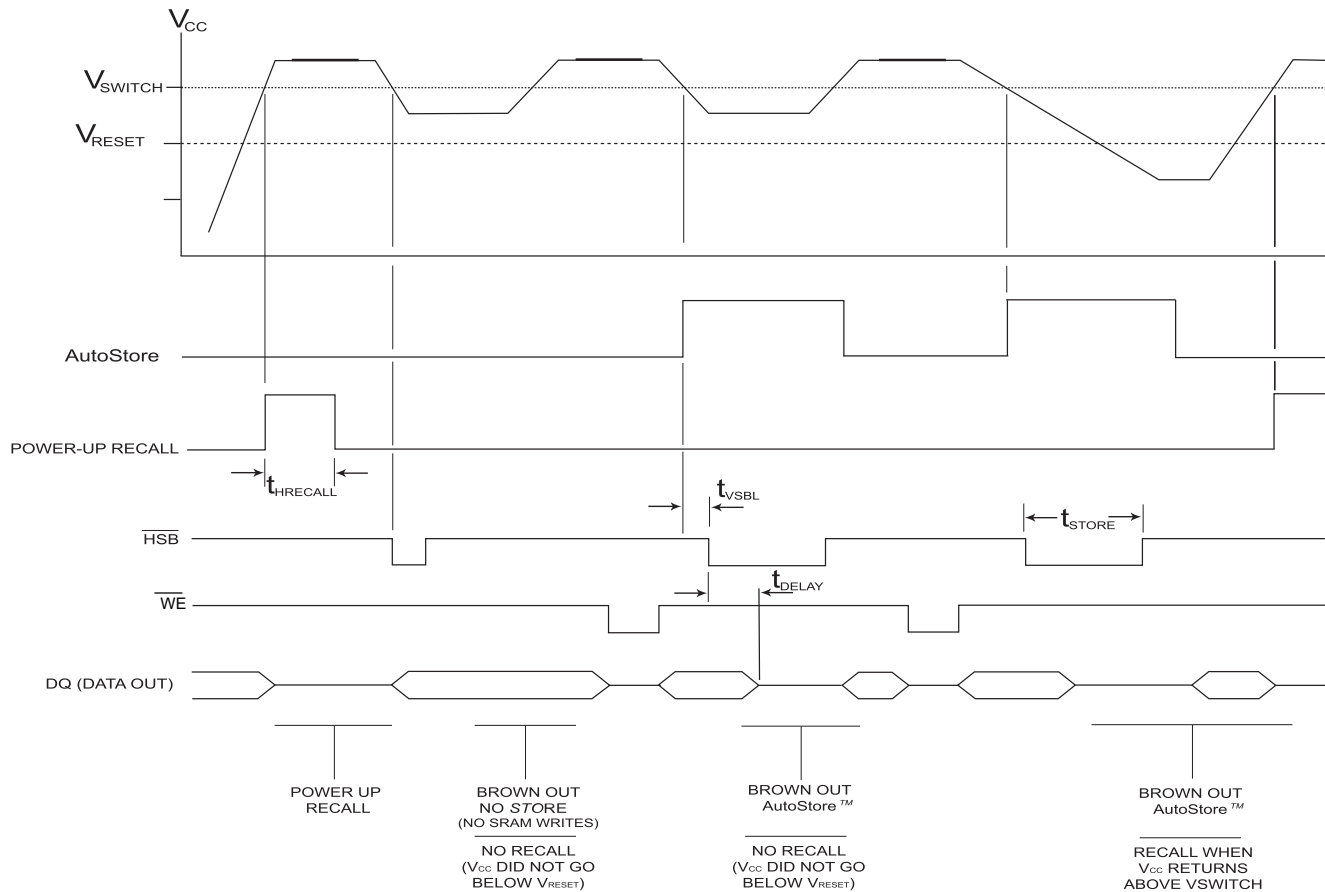 VCC
VSWITCH
VRESET
AutoStore
POWER-UP RECALL
tHRECALL
tVSBL
HSB
tSTORE
tDELAY
WE
DQ (DATA OUT)
POWER UP
RECALL
BROWN OUT
NO STORE
(NO SRAM WRITES)
NO RECALL
(VCC DID NOT GO
BELOW VRESET)
BROWN OUT
AutoStore™
NO RECALL
(VCC DID NOT GO
BELOW VRESET)
BROWN OUT
AutoStore™
RECALL WHEN
VCC RETURNS
ABOVE VSWITCH